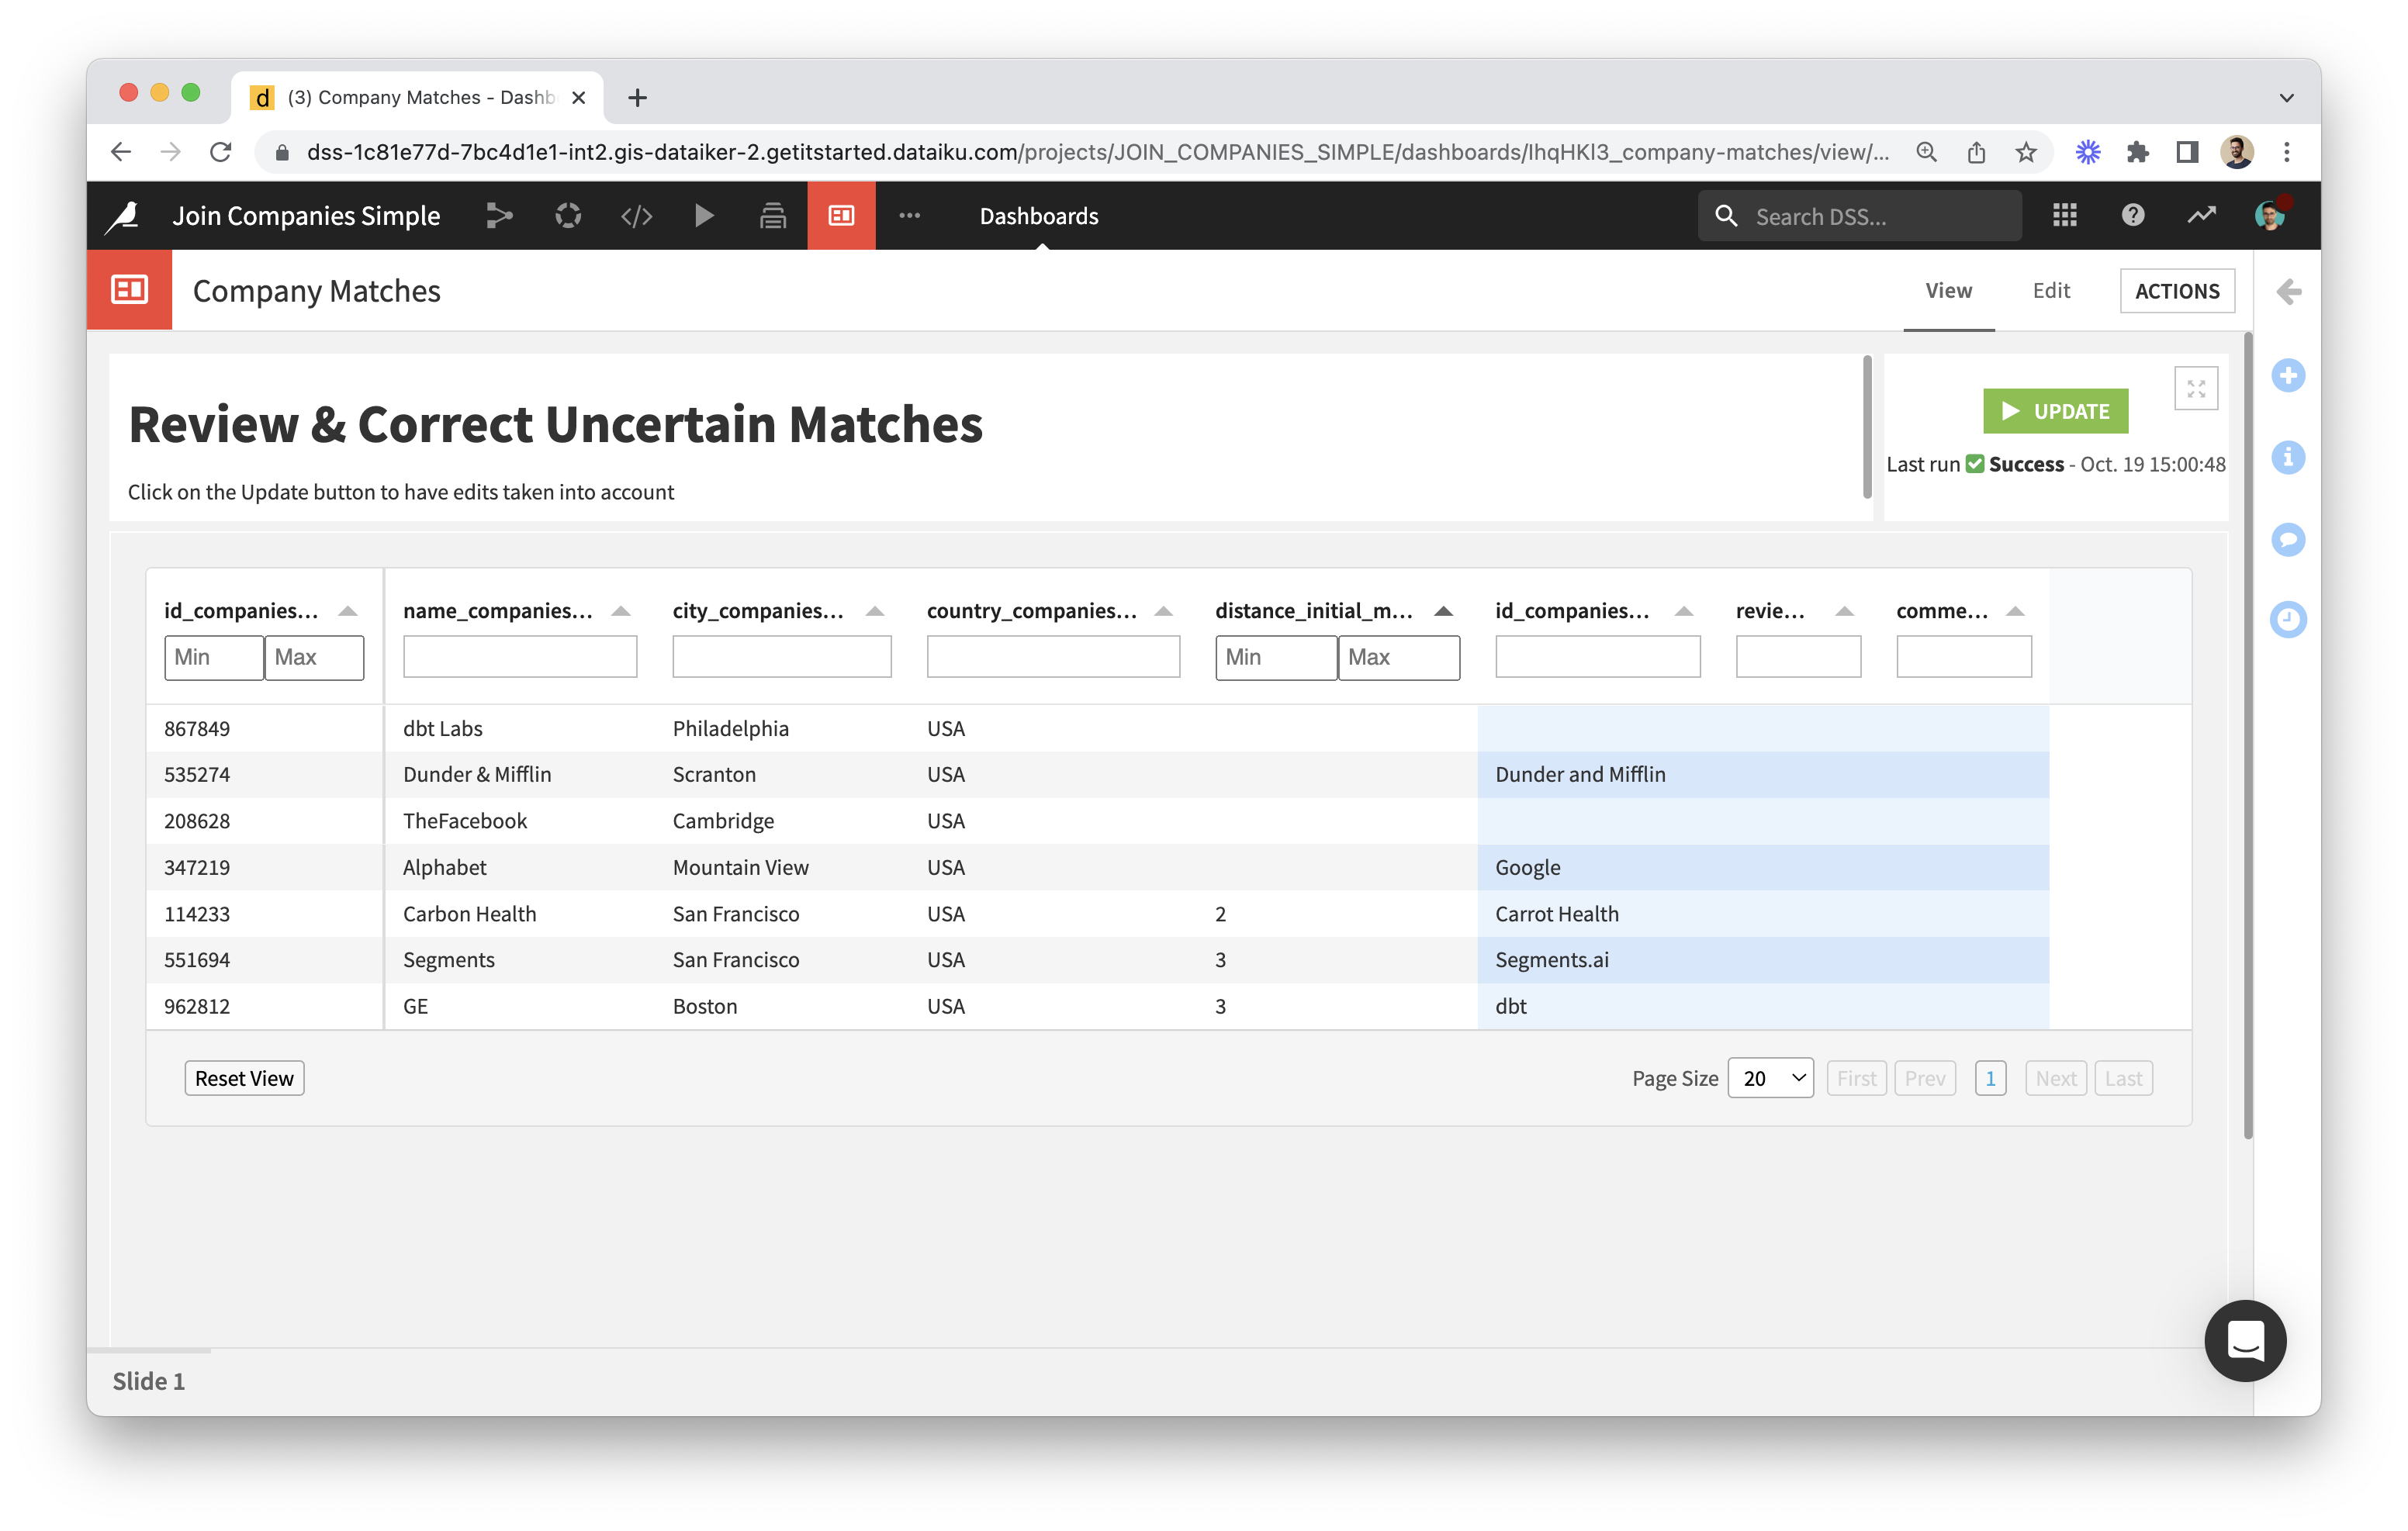 d (3) Company Matches - Dashb
dss-1c81e77d-7bc4d1e1-int2.gis-dataiker-2.getitstarted.dataiku.com/projects/JOIN_COMPANIES_SIMPLE/dashboards/lhqHKl3_company-matches/view/...
Join Companies Simple Dashboards Search DSS...
Company Matches View Edit ACTIONS
Review & Correct Uncertain Matches
UPDATE
Last run Success - Oct. 19 15:00:48
Click on the Update button to have edits taken into account
id_companies... name_companies... city_companies... country_companies... distance_initial_m... id_companies... revie... comme...
Min Max Min Max
867849 dbt Labs Philadelphia USA
535274 Dunder & Mifflin Scranton USA Dunder and Mifflin
208628 TheFacebook Cambridge USA
347219 Alphabet Mountain View USA Google
114233 Carbon Health San Francisco USA 2 Carrot Health
551694 Segments San Francisco USA 3 Segments.ai
962812 GE Boston USA 3 dbt
Reset View Page Size 20 First Prev 1 Next Last
Slide 1